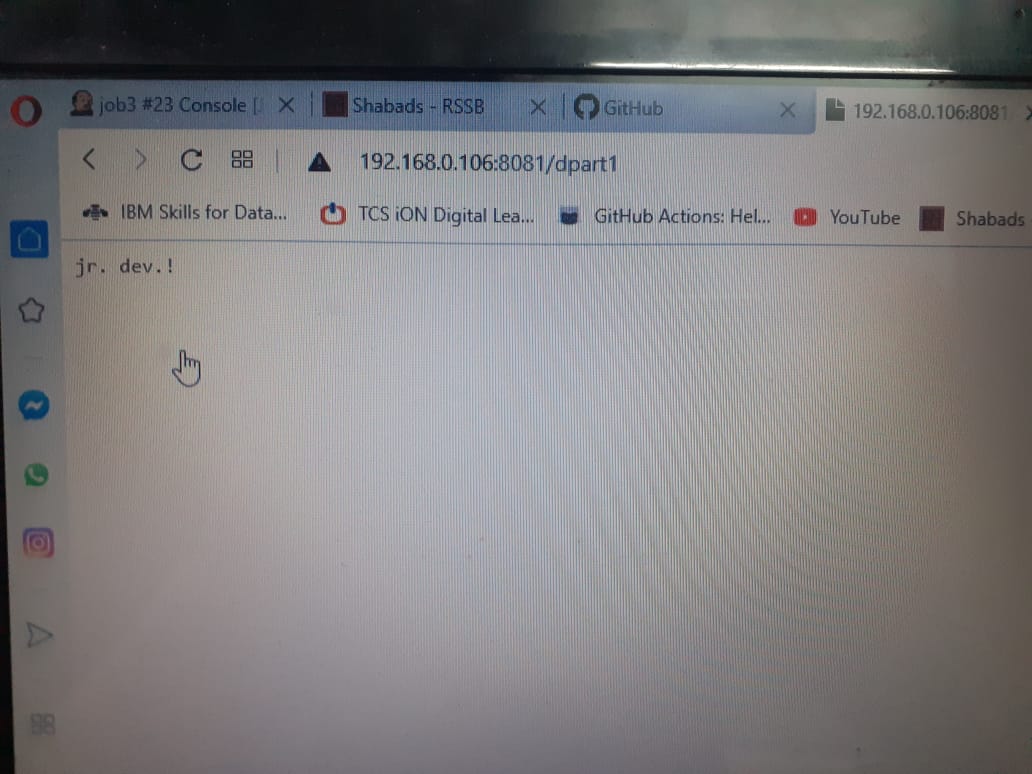 job3 #23 Console [
Shabads - RSSB
GitHub
192.168.0.106:8081
192.168.0.106:8081/dpart1
IBM Skills for Data...
TCS iON Digital Lea...
GitHub Actions: Hel...
YouTube
Shabads
jr. dev.!